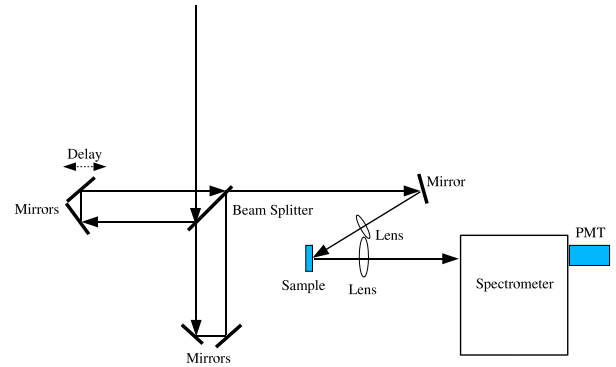 Delay
Mirrors
Beam Splitter
Mirror
Lens
Sample
Lens
Spectrometer
PMT
Mirrors